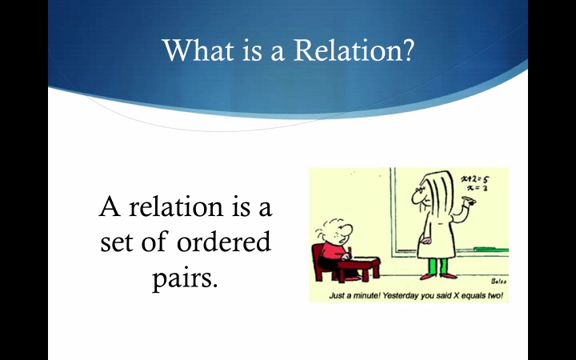 What is a Relation?
A relation is a
set of ordered
pairs.
x+2=5
x=3
Just a minute! Yesterday you said X equals two!